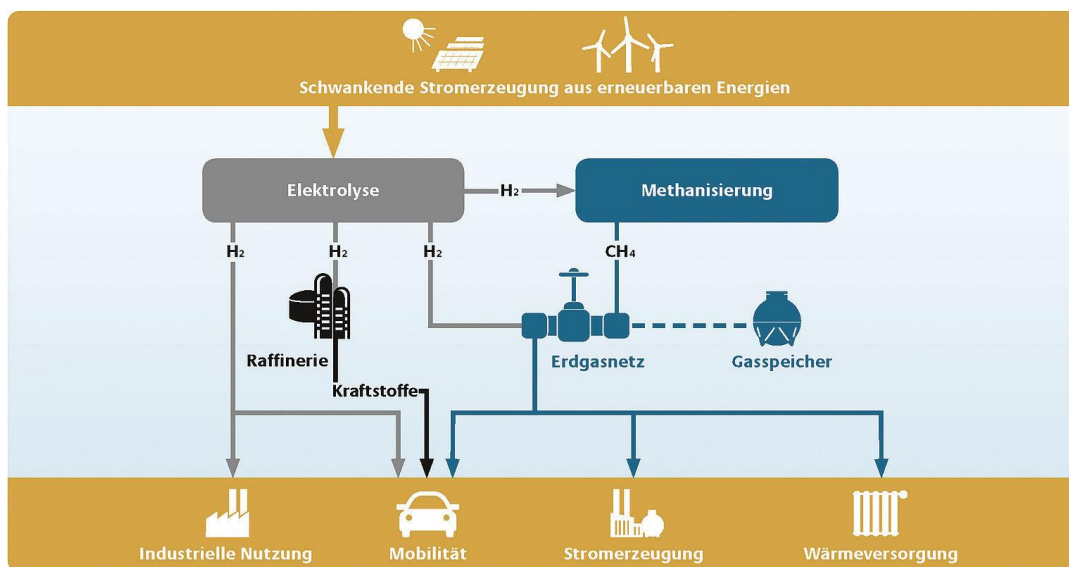 Schwankende Stromerzeugung aus erneuerbaren Energien
Elektrolyse
H₂
Methanisierung
H₂
H₂
H₂
CH₄
Raffinerie
Erdgasnetz
Gasspeicher
Kraftstoffe
Industrielle Nutzung
Mobilität
Stromerzeugung
Wärmeversorgung